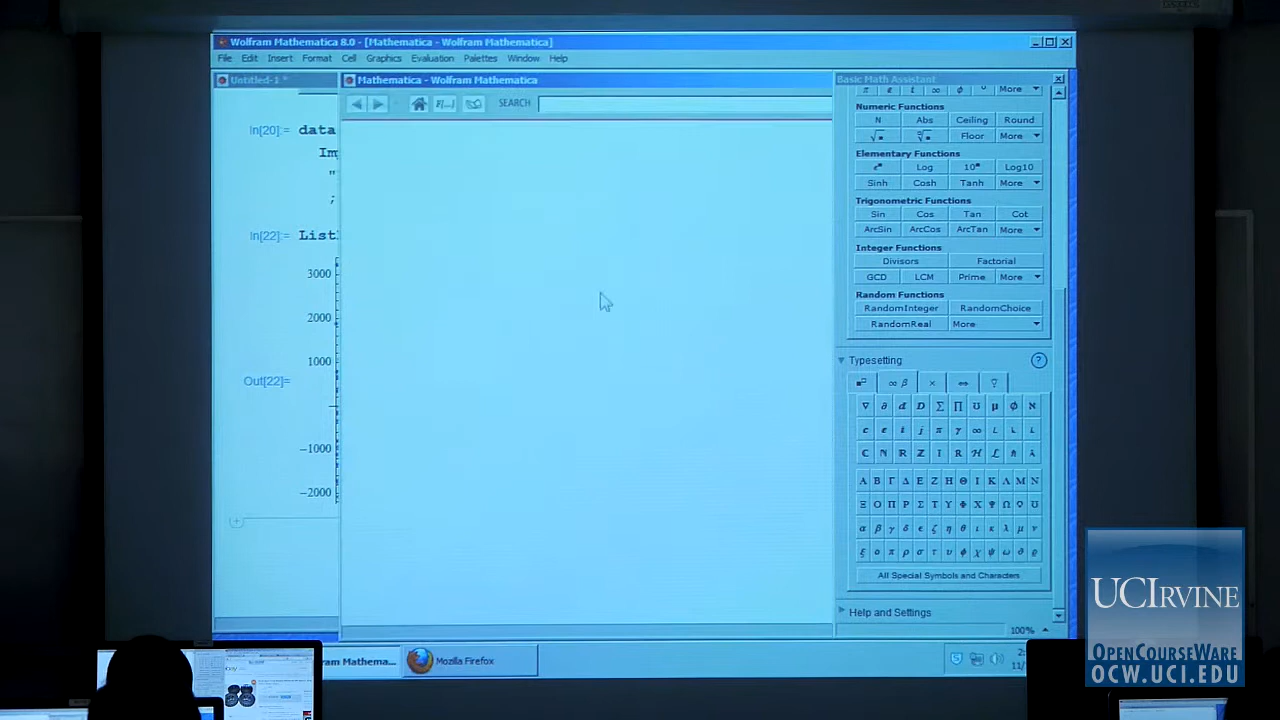 Wolfram Mathematica 8.0 - [Mathematica - Wolfram Mathematica]
File Edit Insert Format Cell Graphics Evaluation Palettes Window Help
Untitled-1 *
Mathematica - Wolfram Mathematica
SEARCH
In[20]:= data
Im
"
;
In[22]:= List
3000
2000
1000
Out[22]=
-1000
-2000
Basic Math Assistant
π e i ∞ ϕ More
Numeric Functions
N Abs Ceiling Round
Floor More
Elementary Functions
Log Log10
Sinh Cosh Tanh More
Trigonometric Functions
Sin Cos Tan Cot
ArcSin ArcCos ArcTan More
Integer Functions
Divisors Factorial
GCD LCM Prime More
Random Functions
RandomInteger RandomChoice
RandomReal More
Typesetting
?
∞ β ×
∇ ∂ ∑ ∏ ℧ μ ϕ ℵ
Α Β Γ Δ Ε Ζ Η Θ Ι Κ Λ Μ Ν
Ξ Ο Π Ρ Σ Τ Υ Φ Χ Ψ Ω
α β γ δ ϵ ζ η θ ι κ λ μ ν
ξ ο π ρ σ τ υ ϕ χ ψ ω
All Special Symbols and Characters
Help and Settings
100%
ram Mathema...
Mozilla Firefox
2:
11/
UCIRVINE
OPENCOURSEWARE
OCW.UCI.EDU